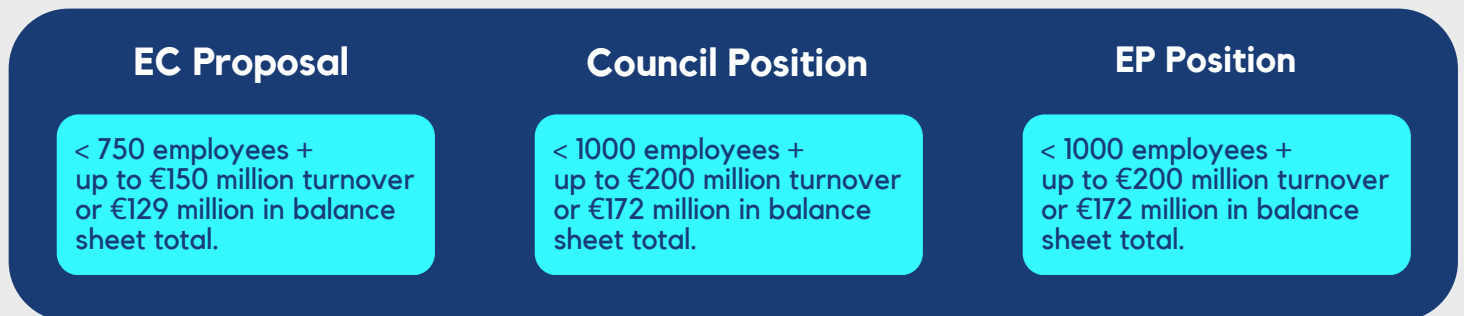 EC Proposal
< 750 employees +
up to €150 million turnover
or €129 million in balance
sheet total.
Council Position
< 1000 employees +
up to €200 million turnover
or €172 million in balance
sheet total.
EP Position
< 1000 employees +
up to €200 million turnover
or €172 million in balance
sheet total.